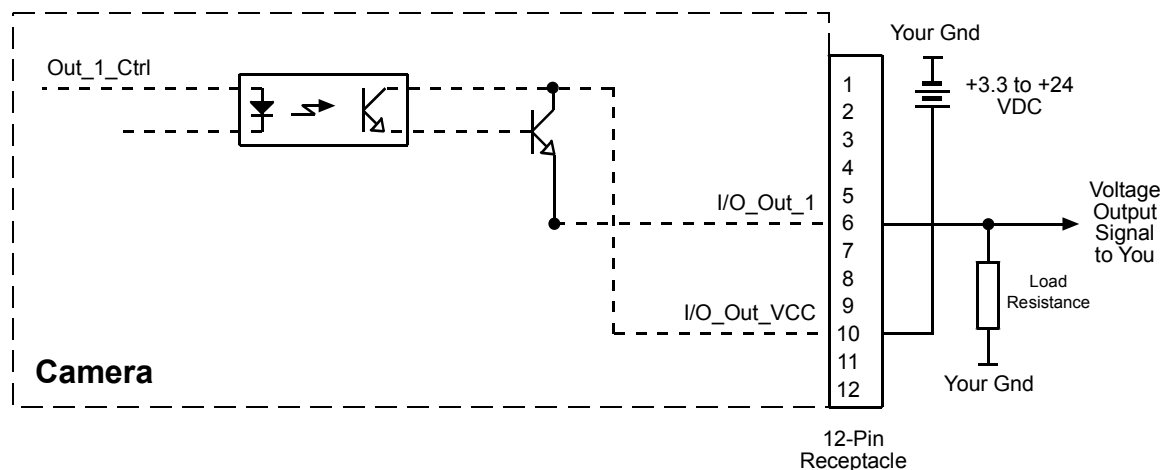 Out_1_Ctrl
Your Gnd
+3.3 to +24
VDC
1
2
3
4
5
6
7
8
9
10
11
12
I/O_Out_1
I/O_Out_VCC
Voltage
Output
Signal
to You
Load
Resistance
Your Gnd
Camera
12-Pin
Receptacle